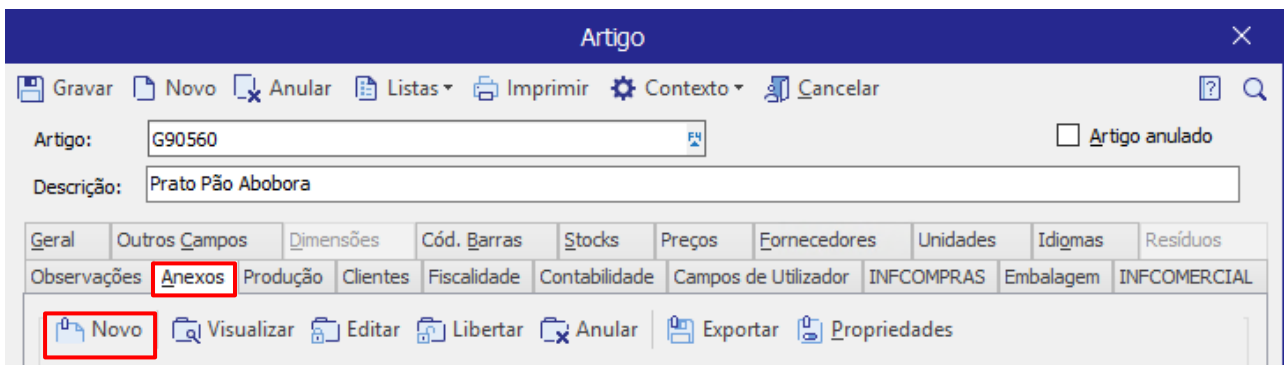 Artigo
Gravar Novo Anular Listas Imprimir Contexto Cancelar ?
Artigo: G90560 F4 Artigo anulado
Descrição: Prato Pão Abobora
Geral Outros Campos Dimensões Cód. Barras Stocks Preços Fornecedores Unidades Idiomas Resíduos
Observações Anexos Produção Clientes Fiscalidade Contabilidade Campos de Utilizador INFCOMPRAS Embalagem INFCOMERCIAL
Novo Visualizar Editar Libertar Anular Exportar Propriedades